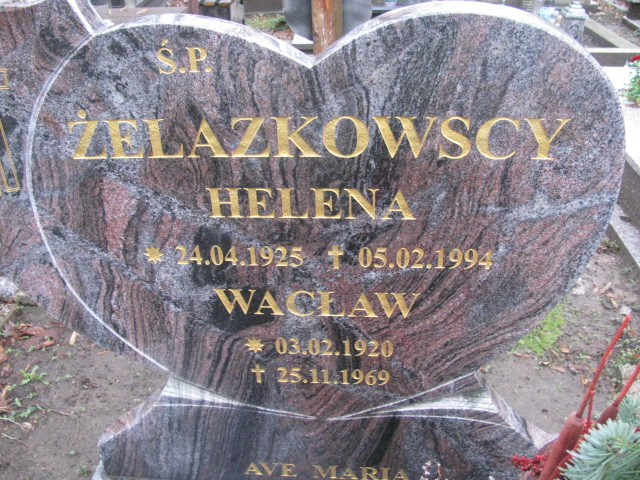 Ś.P.
ŻELAZKOWSCY
HELENA
✴ 24.04.1925 ✝ 05.02.1994
WACŁAW
✴ 03.02.1920
✝ 25.11.1969
AVE MARIA